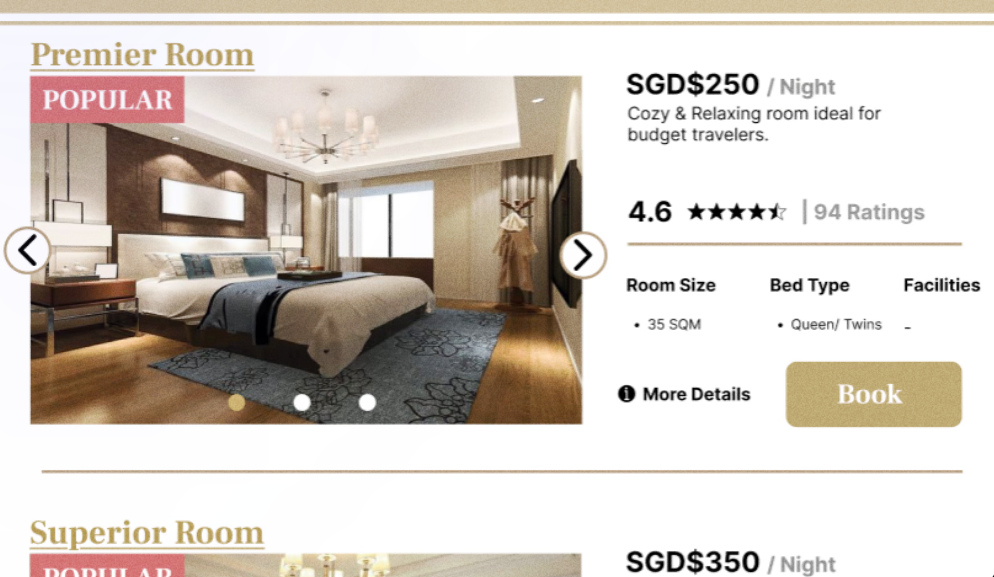 Premier Room
POPULAR
SGD$250 / Night
Cozy & Relaxing room ideal for
budget travelers.
4.6 ★★★★⯪ | 94 Ratings
Room Size Bed Type Facilities
• 35 SQM • Queen/ Twins -
More Details Book
Superior Room
POPULAR
SGD$350 / Night